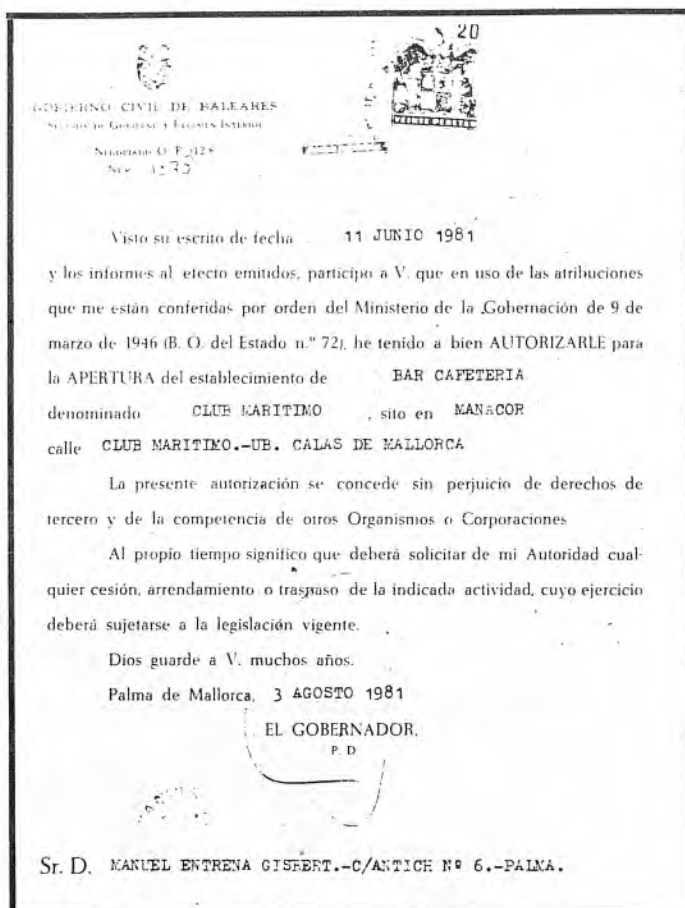 20
GOBIERNO CIVIL DE BALEARES
Negociado O. P.
Visto su escrito de fecha 11 JUNIO 1981
y los informes al efecto emitidos, participo a V. que en uso de las atribuciones
que me están conferidas por orden del Ministerio de la Gobernación de 9 de
marzo de 1946 (B. O. del Estado n.º 72), he tenido a bien AUTORIZARLE para
la APERTURA del establecimiento de BAR CAFETERIA
denominado CLUB MARITIMO , sito en MANACOR
calle CLUB MARITIMO.-UB. CALAS DE MALLORCA
La presente autorización se concede sin perjuicio de derechos de
tercero y de la competencia de otros Organismos o Corporaciones
Al propio tiempo significo que deberá solicitar de mi Autoridad cual-
quier cesión, arrendamiento o traspaso de la indicada actividad, cuyo ejercicio
deberá sujetarse a la legislación vigente.
Dios guarde a V. muchos años.
Palma de Mallorca, 3 AGOSTO 1981
EL GOBERNADOR,
P. D
Sr. D. MANUEL ENTRENA GISBERT.-C/ANTICH Nº 6.-PALMA.